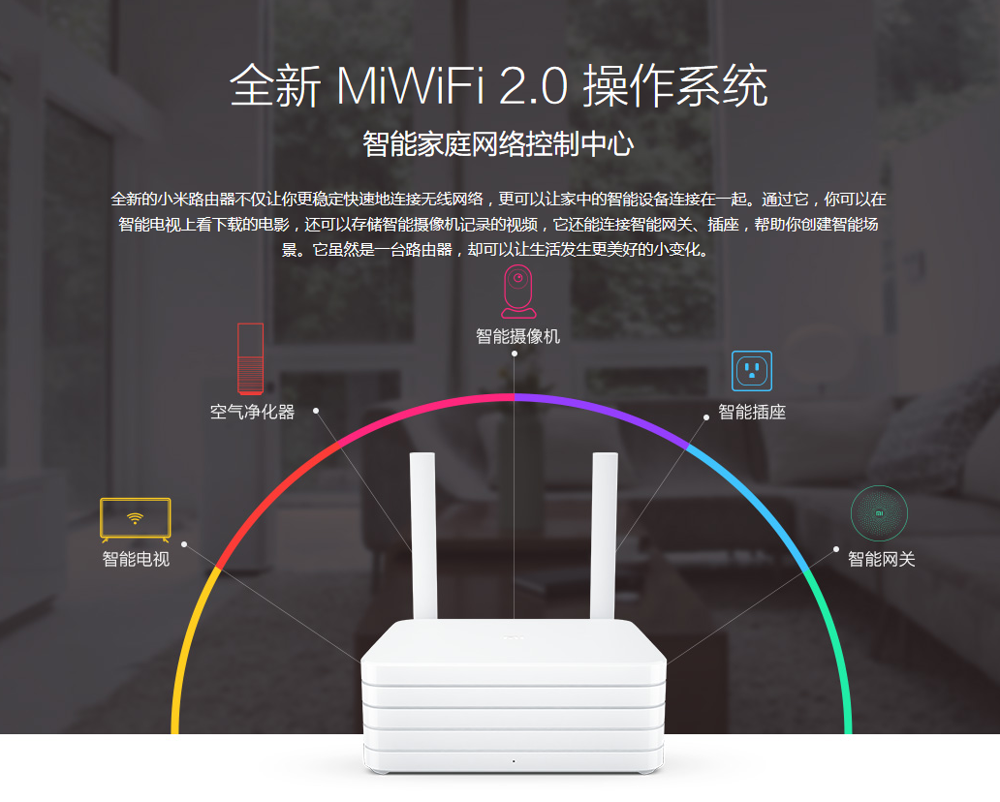 全新 MiWiFi 2.0 操作系统
智能家庭网络控制中心
全新的小米路由器不仅让你更稳定快速地连接无线网络，更可以让家中的智能设备连接在一起。通过它，你可以在
智能电视上看下载的电影，还可以存储智能摄像机记录的视频，它还能连接智能网关、插座，帮助你创建智能场
景。它虽然是一台路由器，却可以让生活发生更美好的小变化。
智能摄像机
空气净化器
智能插座
mi
智能电视
智能网关